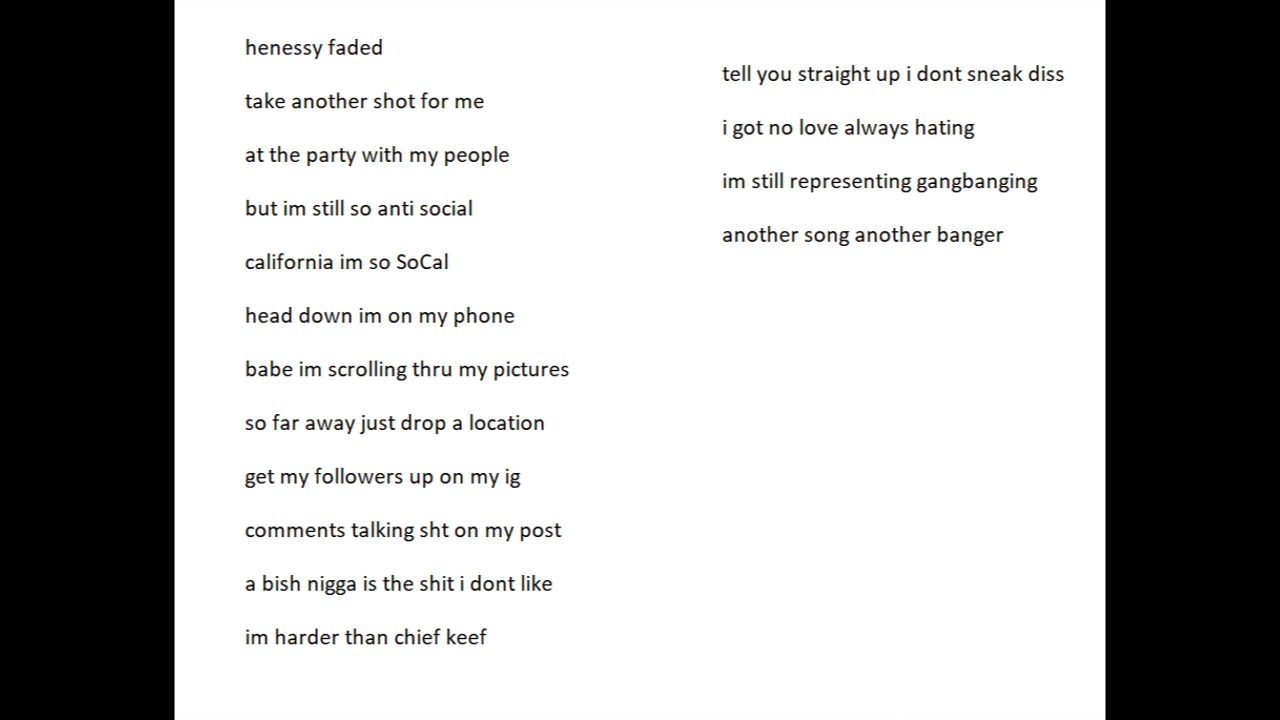 henessy faded
take another shot for me
at the party with my people
but im still so anti social
california im so SoCal
head down im on my phone
babe im scrolling thru my pictures
so far away just drop a location
get my followers up on my ig
comments talking sht on my post
a bish nigga is the shit i dont like
im harder than chief keef
tell you straight up i dont sneak diss
i got no love always hating
im still representing gangbanging
another song another banger